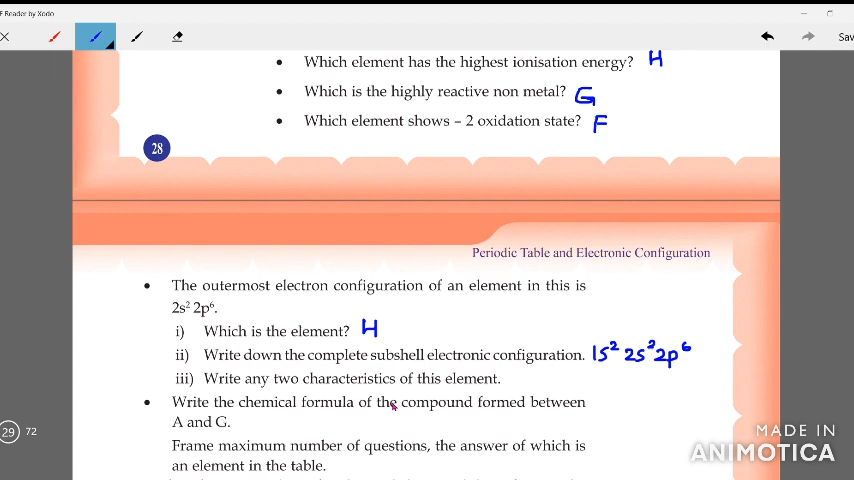 F Reader by Xodo
Sav
• Which element has the highest ionisation energy? H
• Which is the highly reactive non metal? G
• Which element shows – 2 oxidation state? F
28
Periodic Table and Electronic Configuration
• The outermost electron configuration of an element in this is
2s² 2p⁶.
i) Which is the element? H
ii) Write down the complete subshell electronic configuration. 1s² 2s² 2p⁶
iii) Write any two characteristics of this element.
• Write the chemical formula of the compound formed between
A and G.
29 72
Frame maximum number of questions, the answer of which is
an element in the table.
MADE IN
ANIMOTICA